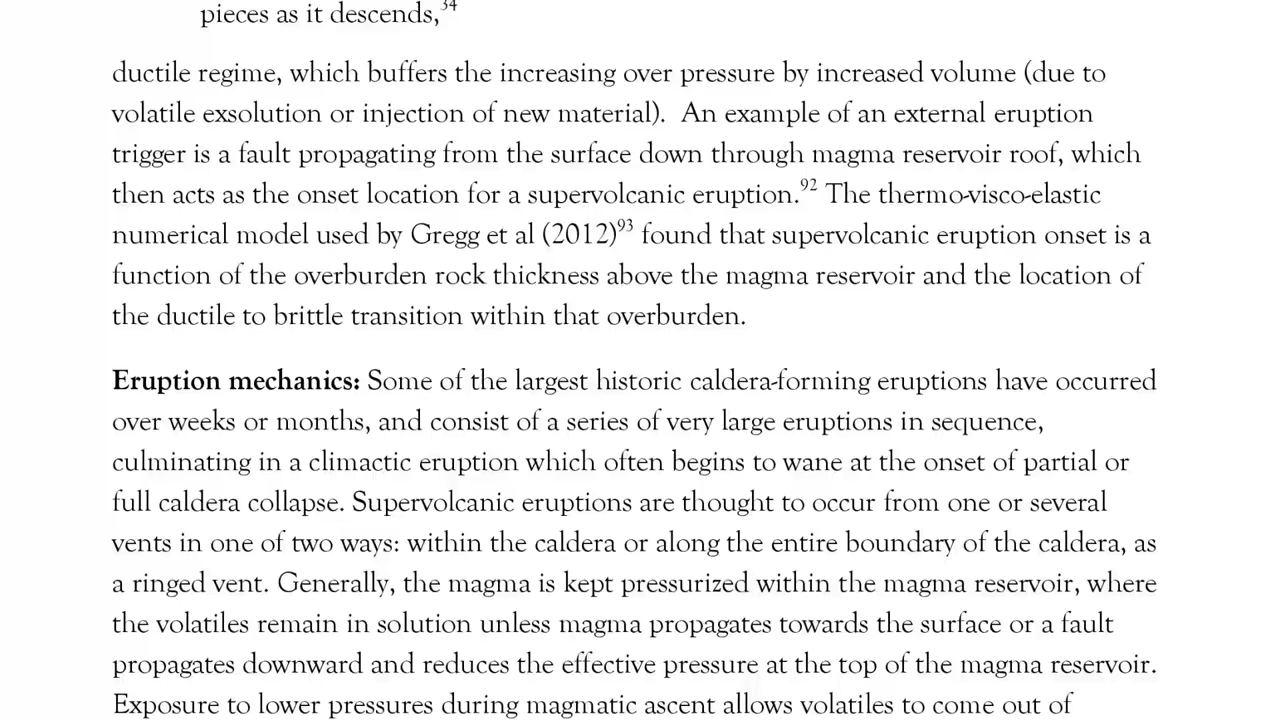 pieces as it descends,34
ductile regime, which buffers the increasing over pressure by increased volume (due to
volatile exsolution or injection of new material).  An example of an external eruption
trigger is a fault propagating from the surface down through magma reservoir roof, which
then acts as the onset location for a supervolcanic eruption.92 The thermo-visco-elastic
numerical model used by Gregg et al (2012)93 found that supervolcanic eruption onset is a
function of the overburden rock thickness above the magma reservoir and the location of
the ductile to brittle transition within that overburden.
Eruption mechanics: Some of the largest historic caldera-forming eruptions have occurred
over weeks or months, and consist of a series of very large eruptions in sequence,
culminating in a climactic eruption which often begins to wane at the onset of partial or
full caldera collapse. Supervolcanic eruptions are thought to occur from one or several
vents in one of two ways: within the caldera or along the entire boundary of the caldera, as
a ringed vent. Generally, the magma is kept pressurized within the magma reservoir, where
the volatiles remain in solution unless magma propagates towards the surface or a fault
propagates downward and reduces the effective pressure at the top of the magma reservoir.
Exposure to lower pressures during magmatic ascent allows volatiles to come out of